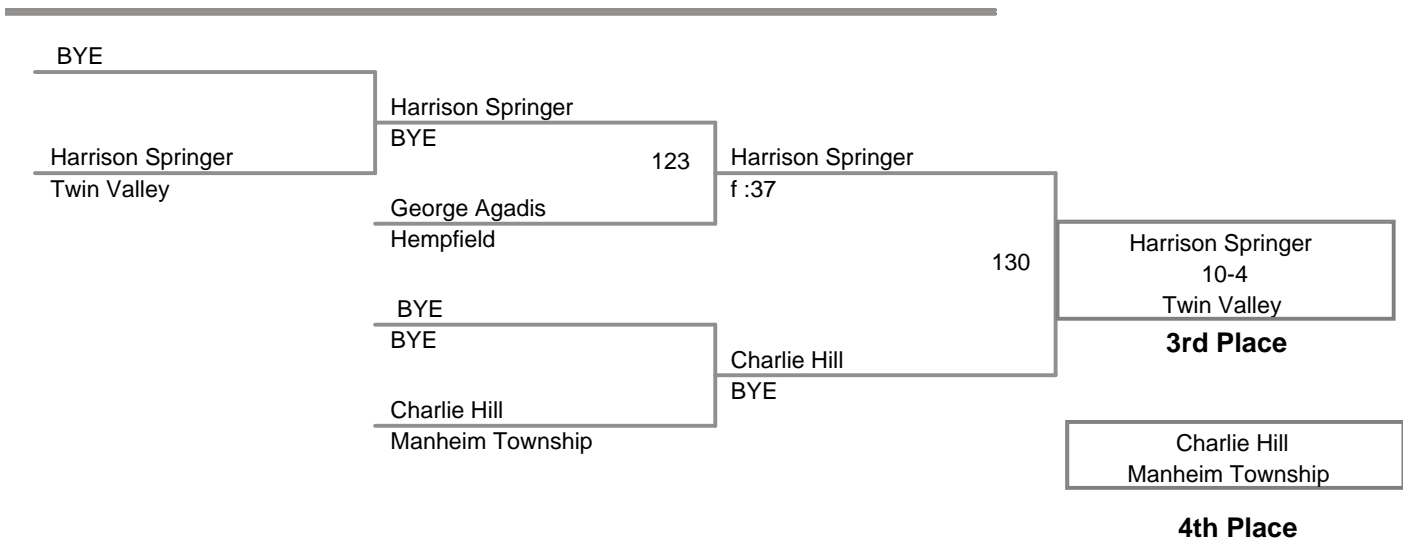 BYE
Harrison Springer
Twin Valley
Harrison Springer
BYE
123
George Agadis
Hempfield
BYE
BYE
Charlie Hill
Manheim Township
Harrison Springer
f :37
130
Charlie Hill
BYE
Harrison Springer
10-4
Twin Valley
3rd Place
Charlie Hill
Manheim Township
4th Place